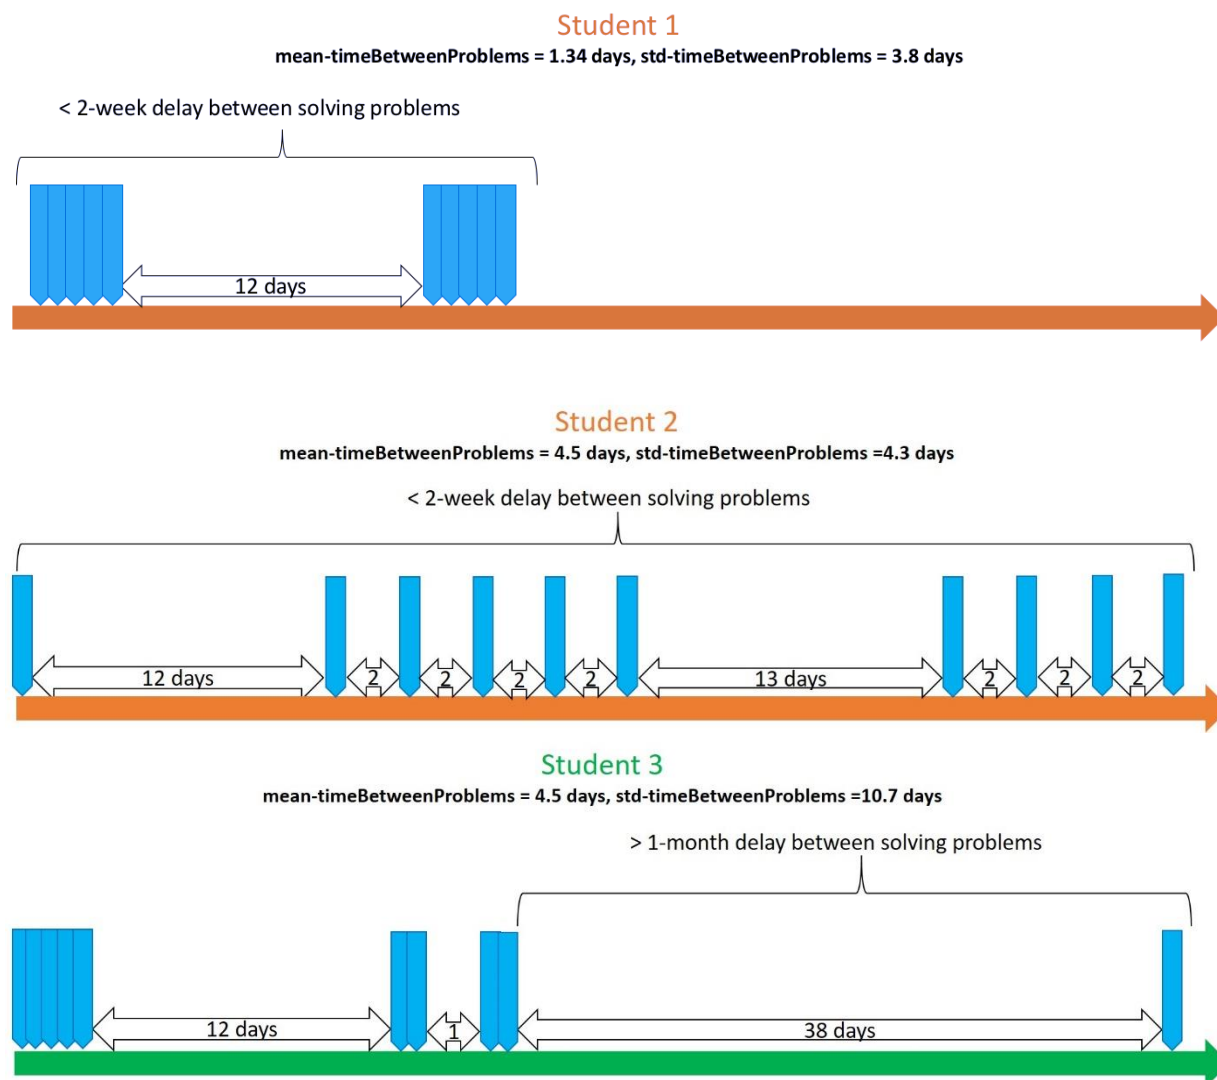 Student 1
mean-timeBetweenProblems = 1.34 days, std-timeBetweenProblems = 3.8 days
< 2-week delay between solving problems
12 days
Student 2
mean-timeBetweenProblems = 4.5 days, std-timeBetweenProblems =4.3 days
< 2-week delay between solving problems
12 days 2 2 2 2 13 days 2 2 2
Student 3
mean-timeBetweenProblems = 4.5 days, std-timeBetweenProblems =10.7 days
> 1-month delay between solving problems
12 days 1 38 days